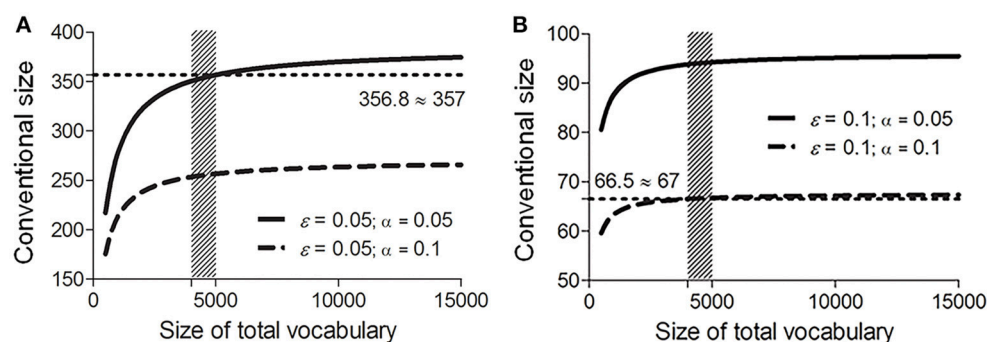 A
400
350
300
250
200
150
Conventional size
356.8 ≈ 357
ε = 0.05; α = 0.05
ε = 0.05; α = 0.1
0
5000
10000
15000
Size of total vocabulary
B
100
90
80
70
60
50
Conventional size
ε = 0.1; α = 0.05
ε = 0.1; α = 0.1
66.5 ≈ 67
0
5000
10000
15000
Size of total vocabulary